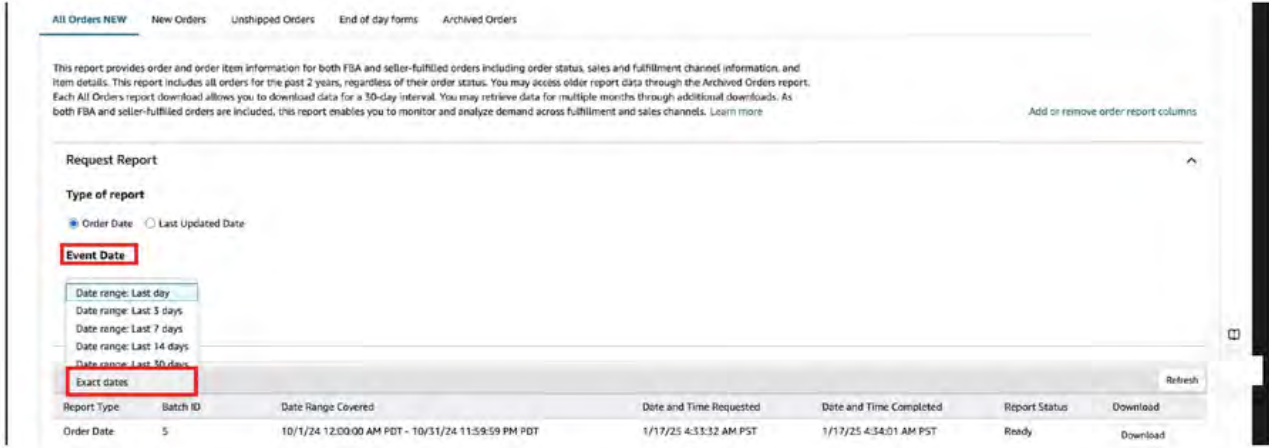 All Orders NEW New Orders Unshipped Orders End of day forms Archived Orders
This report provides order and order item information for both FBA and seller-fulfilled orders including order status, sales and fulfillment channel information, and
item details. This report includes all orders for the past 2 years, regardless of their order status. You may access older report data through the Archived Orders report.
Each All Orders report download allows you to download data for a 30-day interval. You may retrieve data for multiple months through additional downloads. As
both FBA and seller-fulfilled orders are included, this report enables you to monitor and analyze demand across fulfillment and sales channels. Learn more
Add or remove order report columns
Request Report
Type of report
Order Date Last Updated Date
Event Date
Date range: Last day
Date range: Last 3 days
Date range: Last 7 days
Date range: Last 14 days
Date range: Last 30 days
Exact dates
Refresh
Report Type Batch ID Date Range Covered Date and Time Requested Date and Time Completed Report Status Download
Order Date 5 10/1/24 12:00:00 AM PDT - 10/31/24 11:59:59 PM PDT 1/17/25 4:33:32 AM PST 1/17/25 4:34:01 AM PST Ready Download